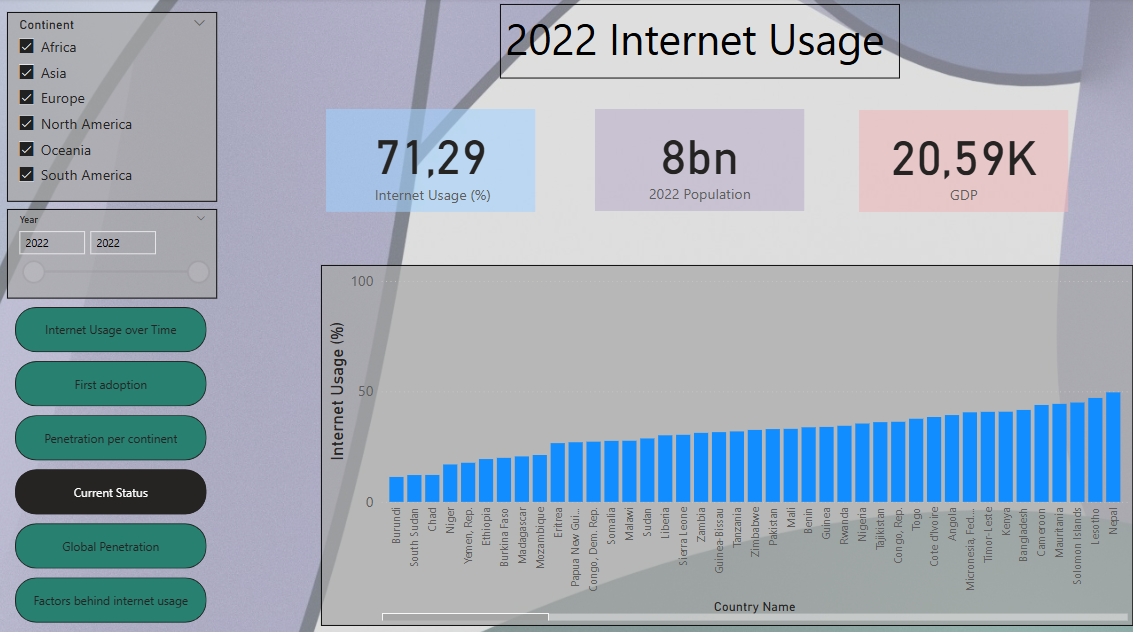 Continent
Africa
Asia
Europe
North America
Oceania
South America
Year
2022 2022
Internet Usage over Time
First adoption
Penetration per continent
Current Status
Global Penetration
Factors behind internet usage
2022 Internet Usage
71,29
Internet Usage (%)
8bn
2022 Population
20,59K
GDP
Internet Usage (%)
100
50
0
Burundi
South Sudan
Chad
Niger
Yemen, Rep.
Ethiopia
Burkina Faso
Madagascar
Mozambique
Eritrea
Papua New Gui...
Congo, Dem. Rep.
Somalia
Malawi
Sudan
Liberia
Sierra Leone
Zambia
Guinea-Bissau
Tanzania
Zimbabwe
Pakistan
Mali
Benin
Guinea
Rwanda
Nigeria
Tajikistan
Congo, Rep.
Togo
Cote d'Ivoire
Angola
Micronesia, Fed...
Timor-Leste
Kenya
Bangladesh
Cameroon
Mauritania
Solomon Islands
Lesotho
Nepal
Country Name